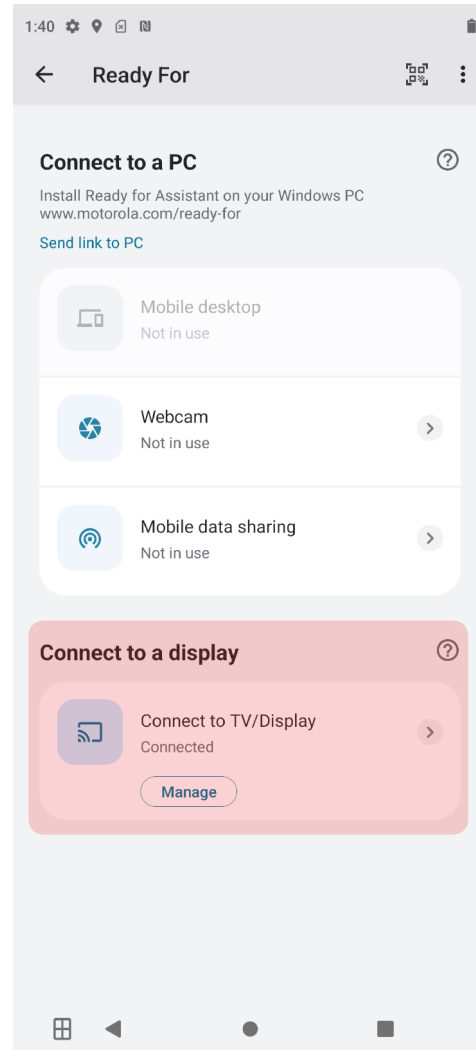 1:40
Ready For
Connect to a PC
Install Ready for Assistant on your Windows PC
www.motorola.com/ready-for
Send link to PC
Mobile desktop
Not in use
Webcam
Not in use
Mobile data sharing
Not in use
Connect to a display
Connect to TV/Display
Connected
Manage